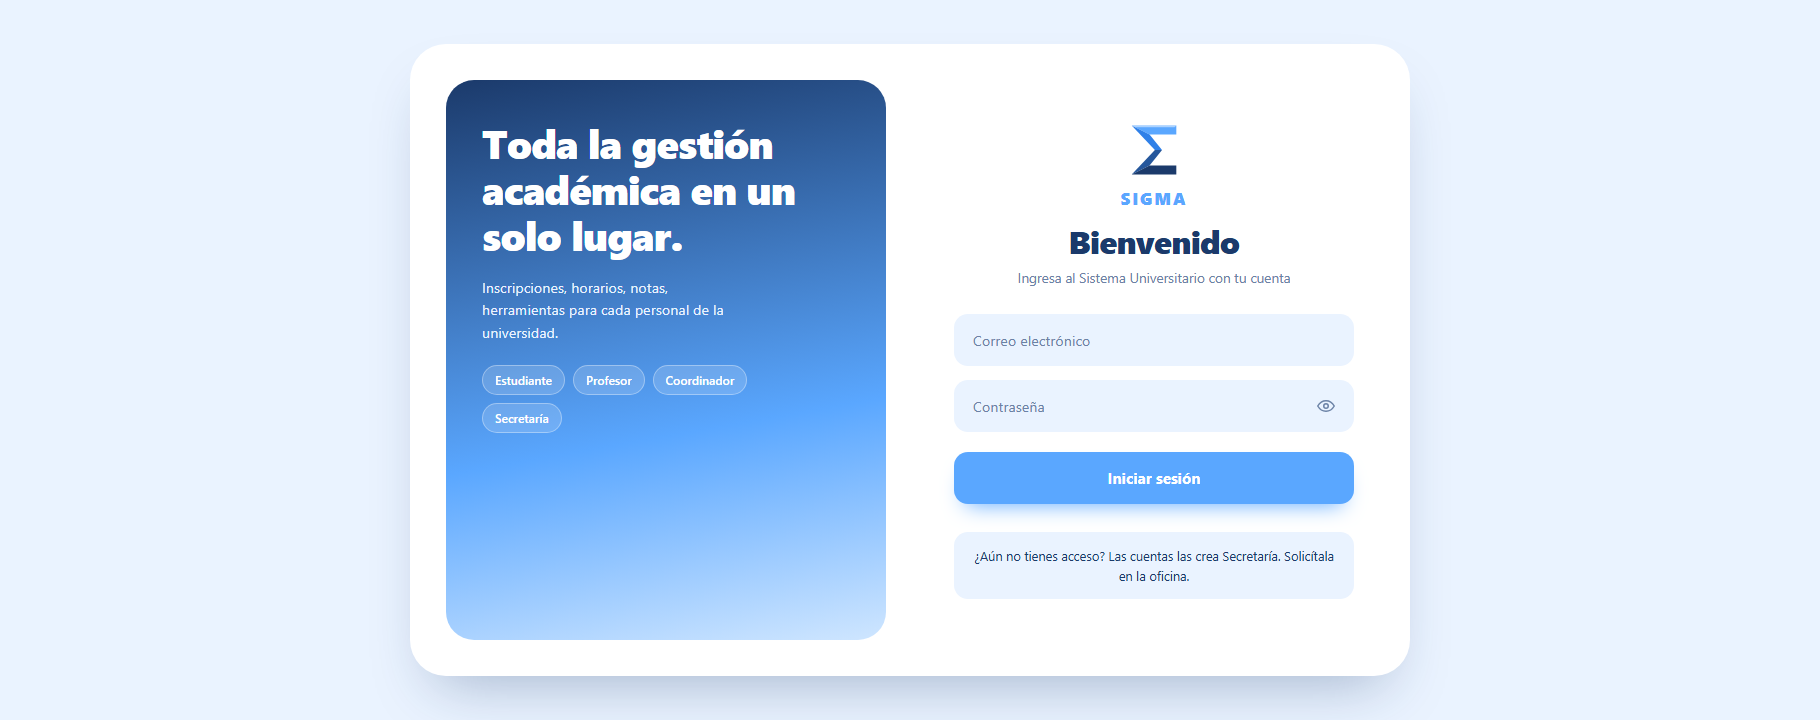 Toda la gestión
académica en un
solo lugar.
Inscripciones, horarios, notas,
herramientas para cada personal de la
universidad.
Estudiante
Profesor
Coordinador
Secretaría
SIGMA
Bienvenido
Ingresa al Sistema Universitario con tu cuenta
Correo electrónico
Contraseña
Iniciar sesión
¿Aún no tienes acceso? Las cuentas las crea Secretaría. Solicítala
en la oficina.